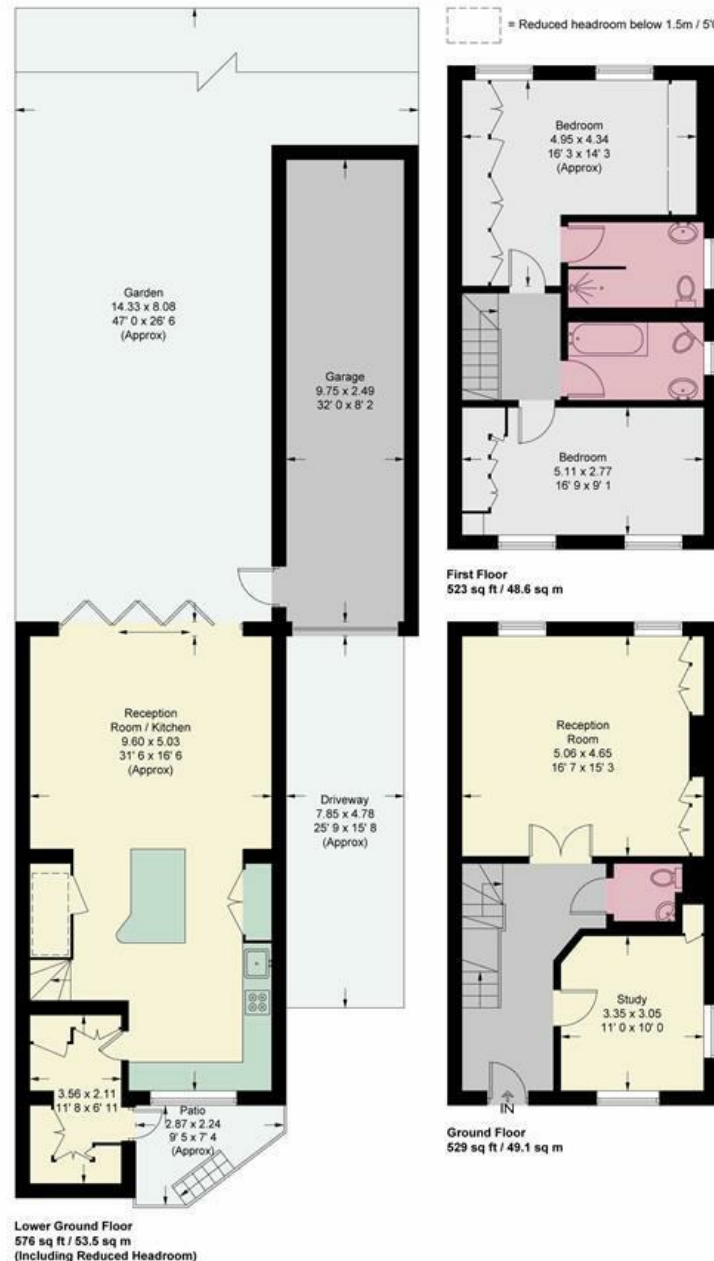 = Reduced headroom below 1.5m / 5'0
Bedroom
4.95 x 4.34
16' 3 x 14' 3
(Approx)
Garden
14.33 x 8.08
47' 0 x 26' 6
(Approx)
Garage
9.75 x 2.49
32' 0 x 8' 2
Bedroom
5.11 x 2.77
16' 9 x 9' 1
First Floor
523 sq ft / 48.6 sq m
Reception
Room / Kitchen
9.60 x 5.03
31' 6 x 16' 6
(Approx)
Reception
Room
5.06 x 4.65
16' 7 x 15' 3
Driveway
7.85 x 4.78
25' 9 x 15' 8
(Approx)
Study
3.35 x 3.05
11' 0 x 10' 0
3.56 x 2.11
11' 8 x 6' 11
Patio
2.87 x 2.24
9' 5 x 7' 4
(Approx)
IN
Ground Floor
529 sq ft / 49.1 sq m
Lower Ground Floor
576 sq ft / 53.5 sq m
(Including Reduced Headroom)